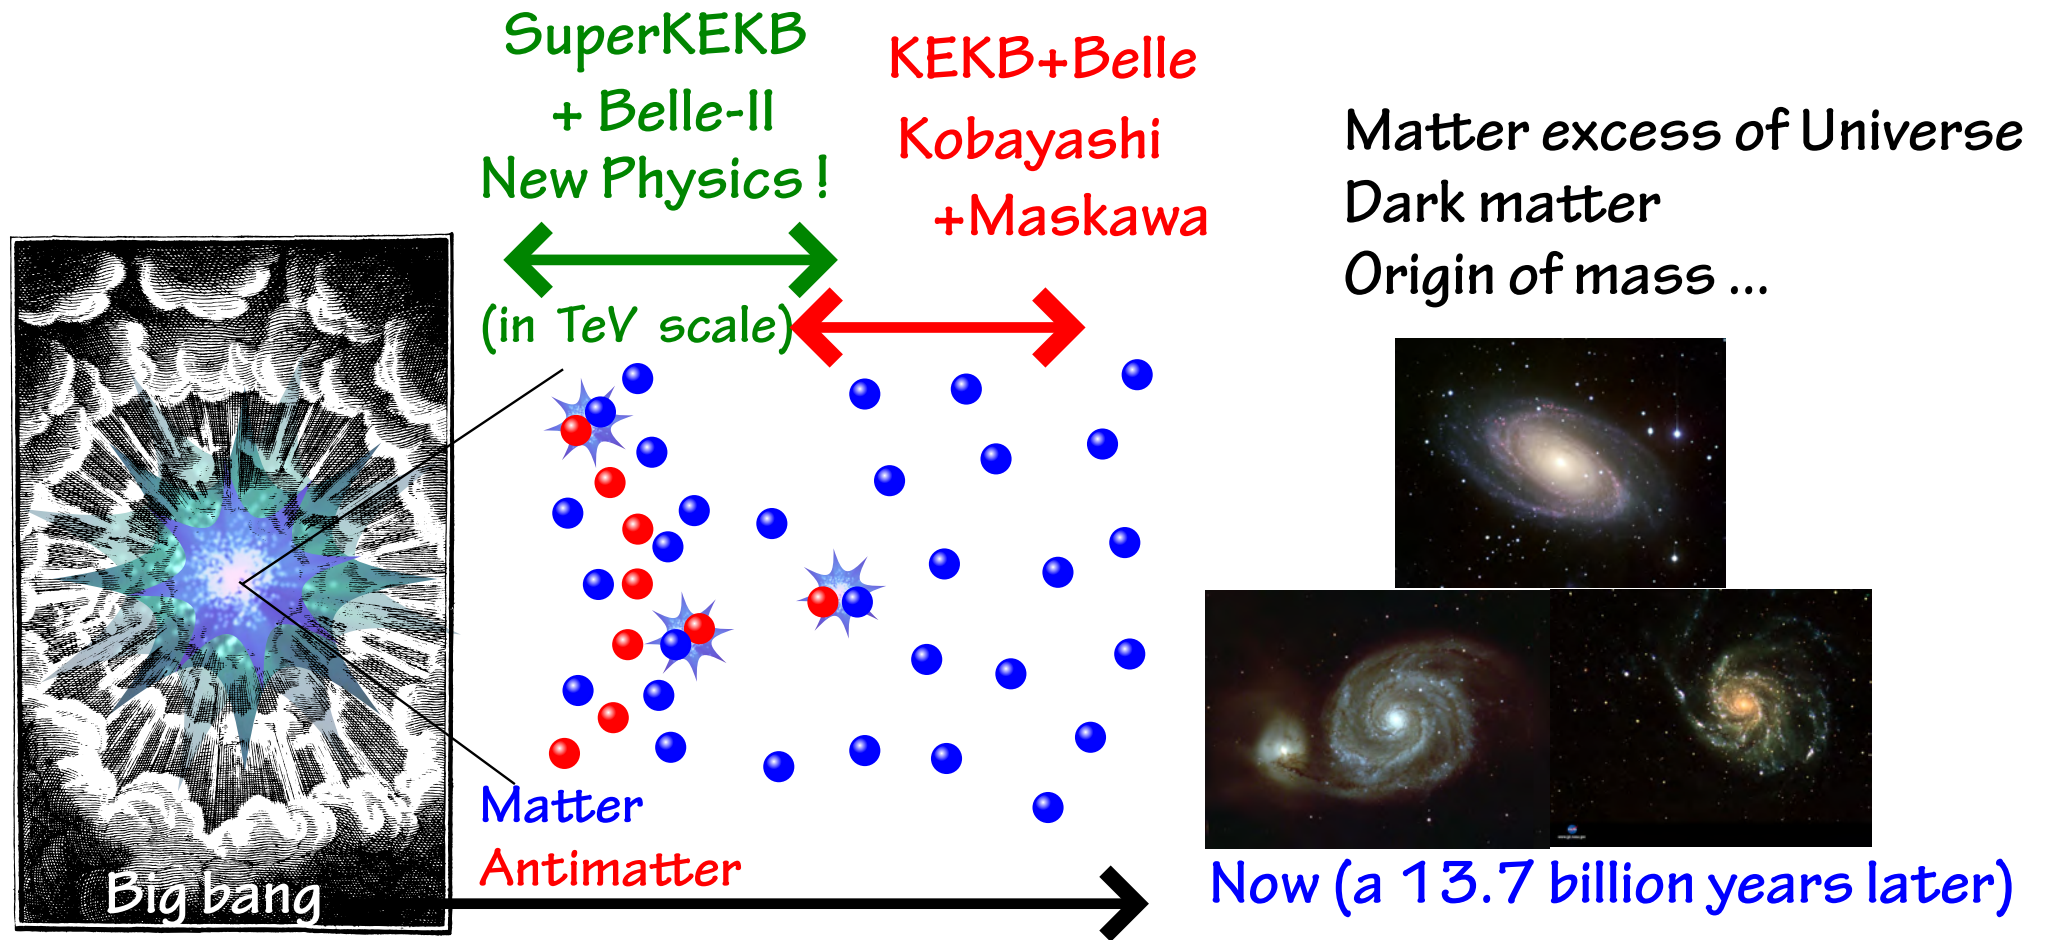 SuperKEKB
+ Belle-II
New Physics !
(in TeV scale)
KEKB+Belle
Kobayashi
+Maskawa
Matter excess of Universe
Dark matter
Origin of mass ...
Matter
Antimatter
Big bang
Now (a 13.7 billion years later)